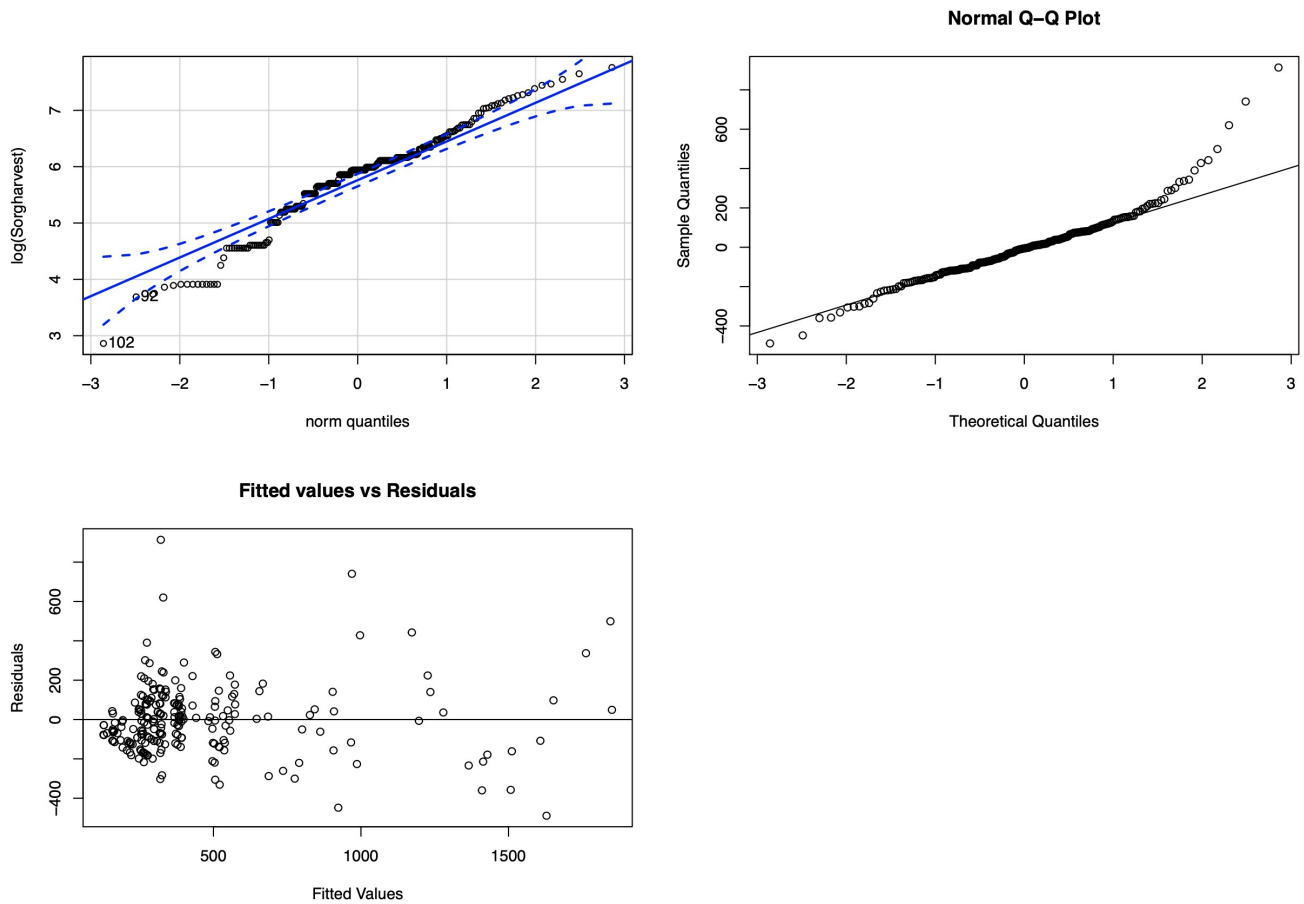 log(Sorgharvest)
7
6
5
4
3
92
102
−3 −2 −1 0 1 2 3
norm quantiles
Normal Q−Q Plot
Sample Quantiles
600
200
0
−400
−3 −2 −1 0 1 2 3
Theoretical Quantiles
Fitted values vs Residuals
Residuals
600
200
0
−400
500 1000 1500
Fitted Values